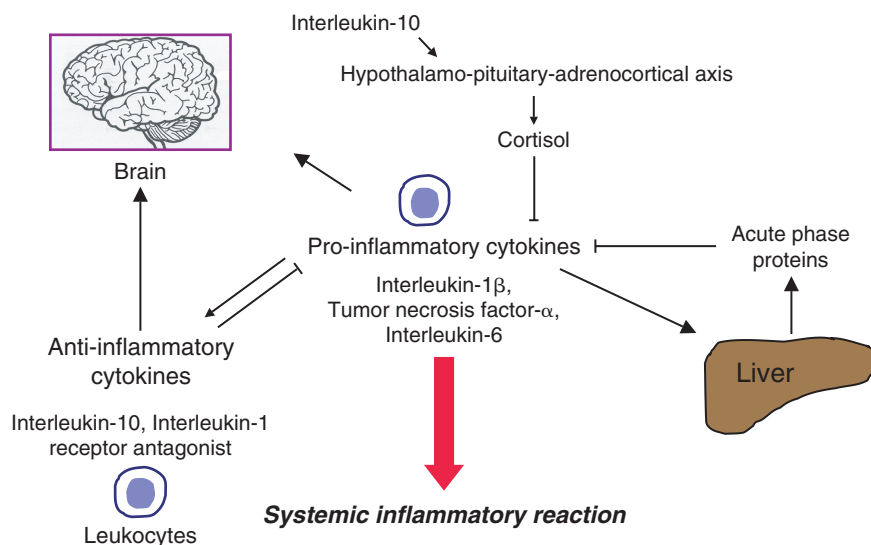 Interleukin-10
Hypothalamo-pituitary-adrenocortical axis
Cortisol
Brain
Pro-inflammatory cytokines
Interleukin-1β,
Tumor necrosis factor-α,
Interleukin-6
Acute phase
proteins
Liver
Anti-inflammatory
cytokines
Interleukin-10, Interleukin-1
receptor antagonist
Leukocytes
Systemic inflammatory reaction